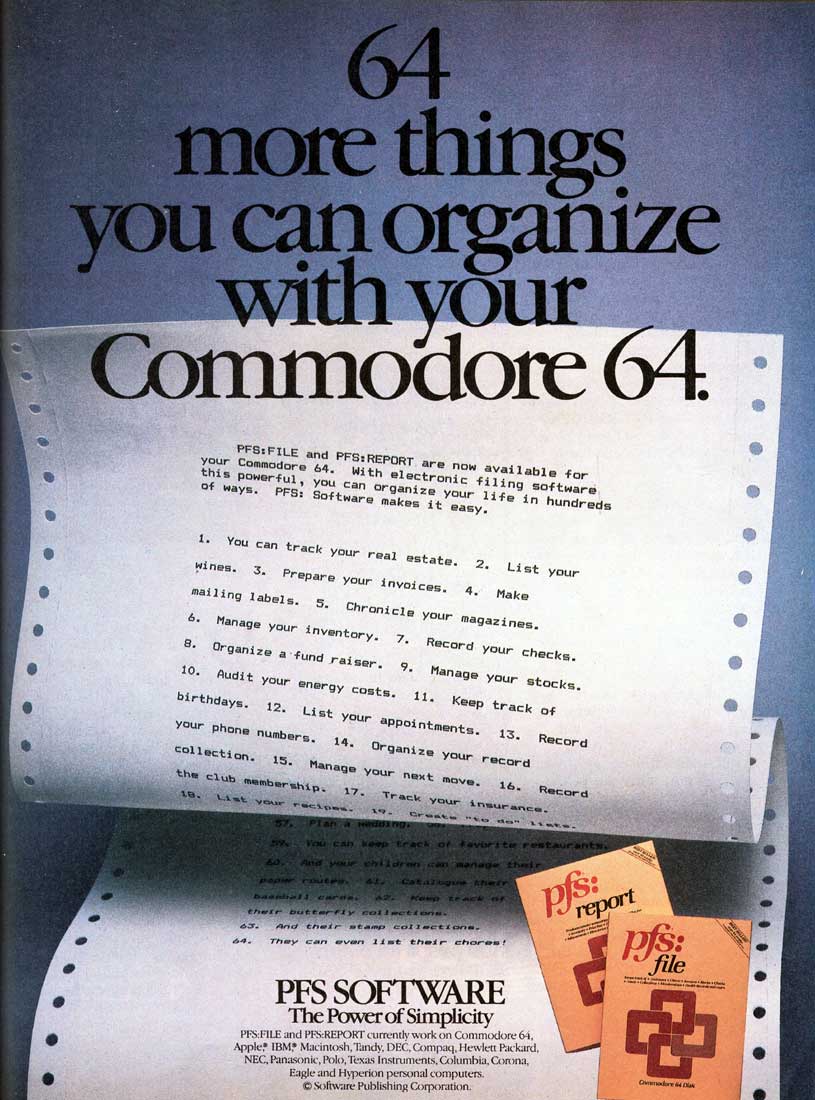 64
more things
you can organize
with your
Commodore 64.
PFS:FILE and PFS:REPORT are now available for
your Commodore 64. With electronic filing software
this powerful, you can organize your life in hundreds
of ways. PFS: Software makes it easy.
1. You can track your real estate. 2. List your
wines. 3. Prepare your invoices. 4. Make
mailing labels. 5. Chronicle your magazines.
6. Manage your inventory. 7. Record your checks.
8. Organize a fund raiser. 9. Manage your stocks.
10. Audit your energy costs. 11. Keep track of
birthdays. 12. List your appointments. 13. Record
your phone numbers. 14. Organize your record
collection. 15. Manage your next move. 16. Record
the club membership. 17. Track your insurance.
18. List your recipes. 19. Create "to do" lists.
57. Plan a wedding.
59. You can keep track of favorite restaurants.
60. And your children can manage their
paper routes. 61. Catalogue their
baseball cards. 62. Keep track of
their butterfly collections.
63. And their stamp collections.
64. They can even list their chores!
pfs:
report
pfs:
file
Commodore 64 Disk
PFS SOFTWARE
The Power of Simplicity
PFS:FILE and PFS:REPORT currently work on Commodore 64,
Apple,® IBM,® Macintosh, Tandy, DEC, Compaq, Hewlett Packard,
NEC, Panasonic, Polo, Texas Instruments, Columbia, Corona,
Eagle and Hyperion personal computers.
© Software Publishing Corporation.